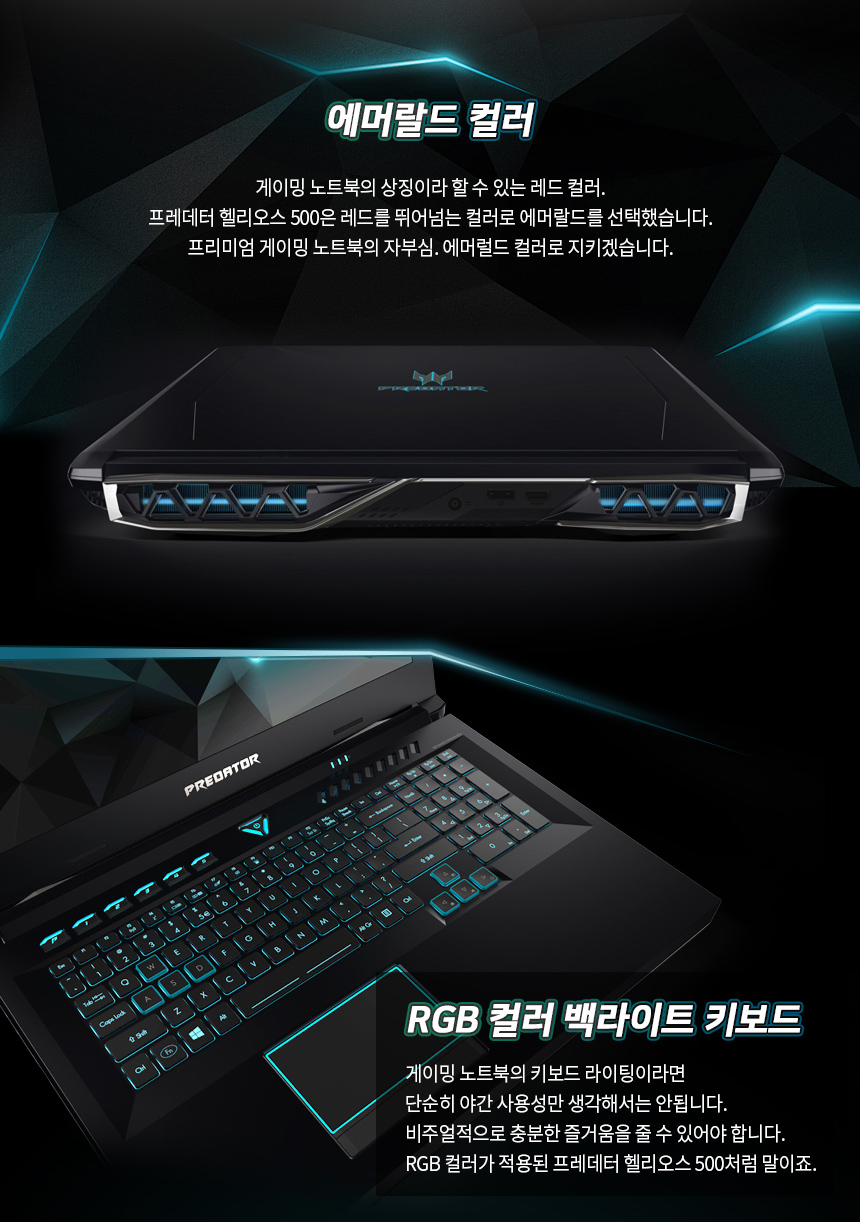 에머랄드 컬러
게이밍 노트북의 상징이라 할 수 있는 레드 컬러.
프레데터 헬리오스 500은 레드를 뛰어넘는 컬러로 에머랄드를 선택했습니다.
프리미엄 게이밍 노트북의 자부심. 에머럴드 컬러로 지키겠습니다.
PREDATOR
PREDATOR
RGB 컬러 백라이트 키보드
게이밍 노트북의 키보드 라이팅이라면
단순히 야간 사용성만 생각해서는 안됩니다.
비주얼적으로 충분한 즐거움을 줄 수 있어야 합니다.
RGB 컬러가 적용된 프레데터 헬리오스 500처럼 말이죠.